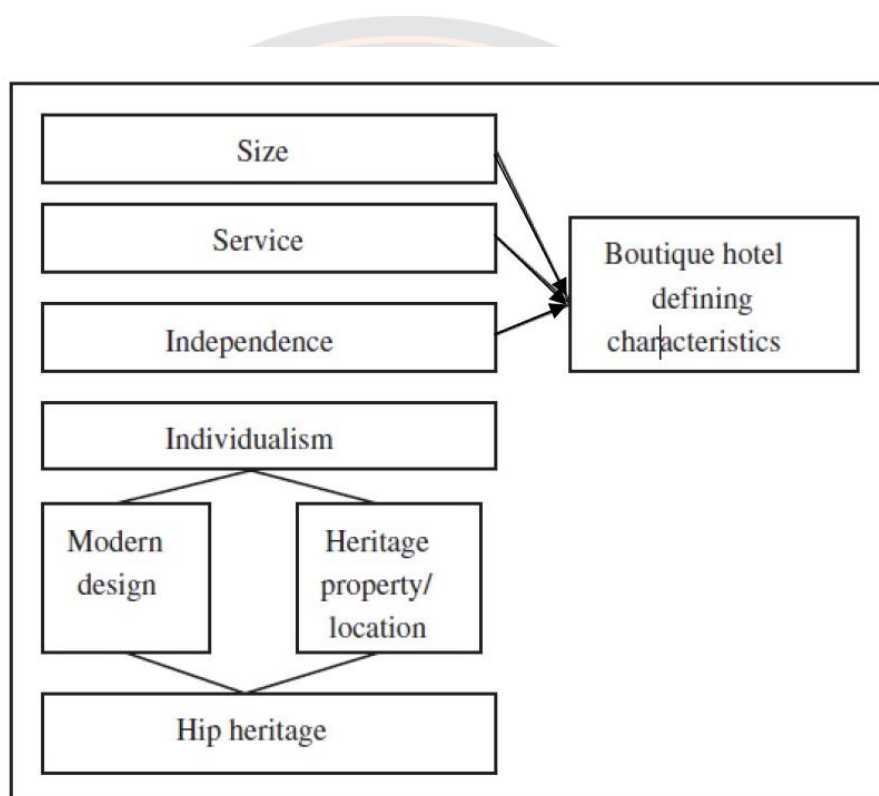 Size
Service
Boutique hotel
defining
characteristics
Independence
Individualism
Modern
design
Heritage
property/
location
Hip heritage